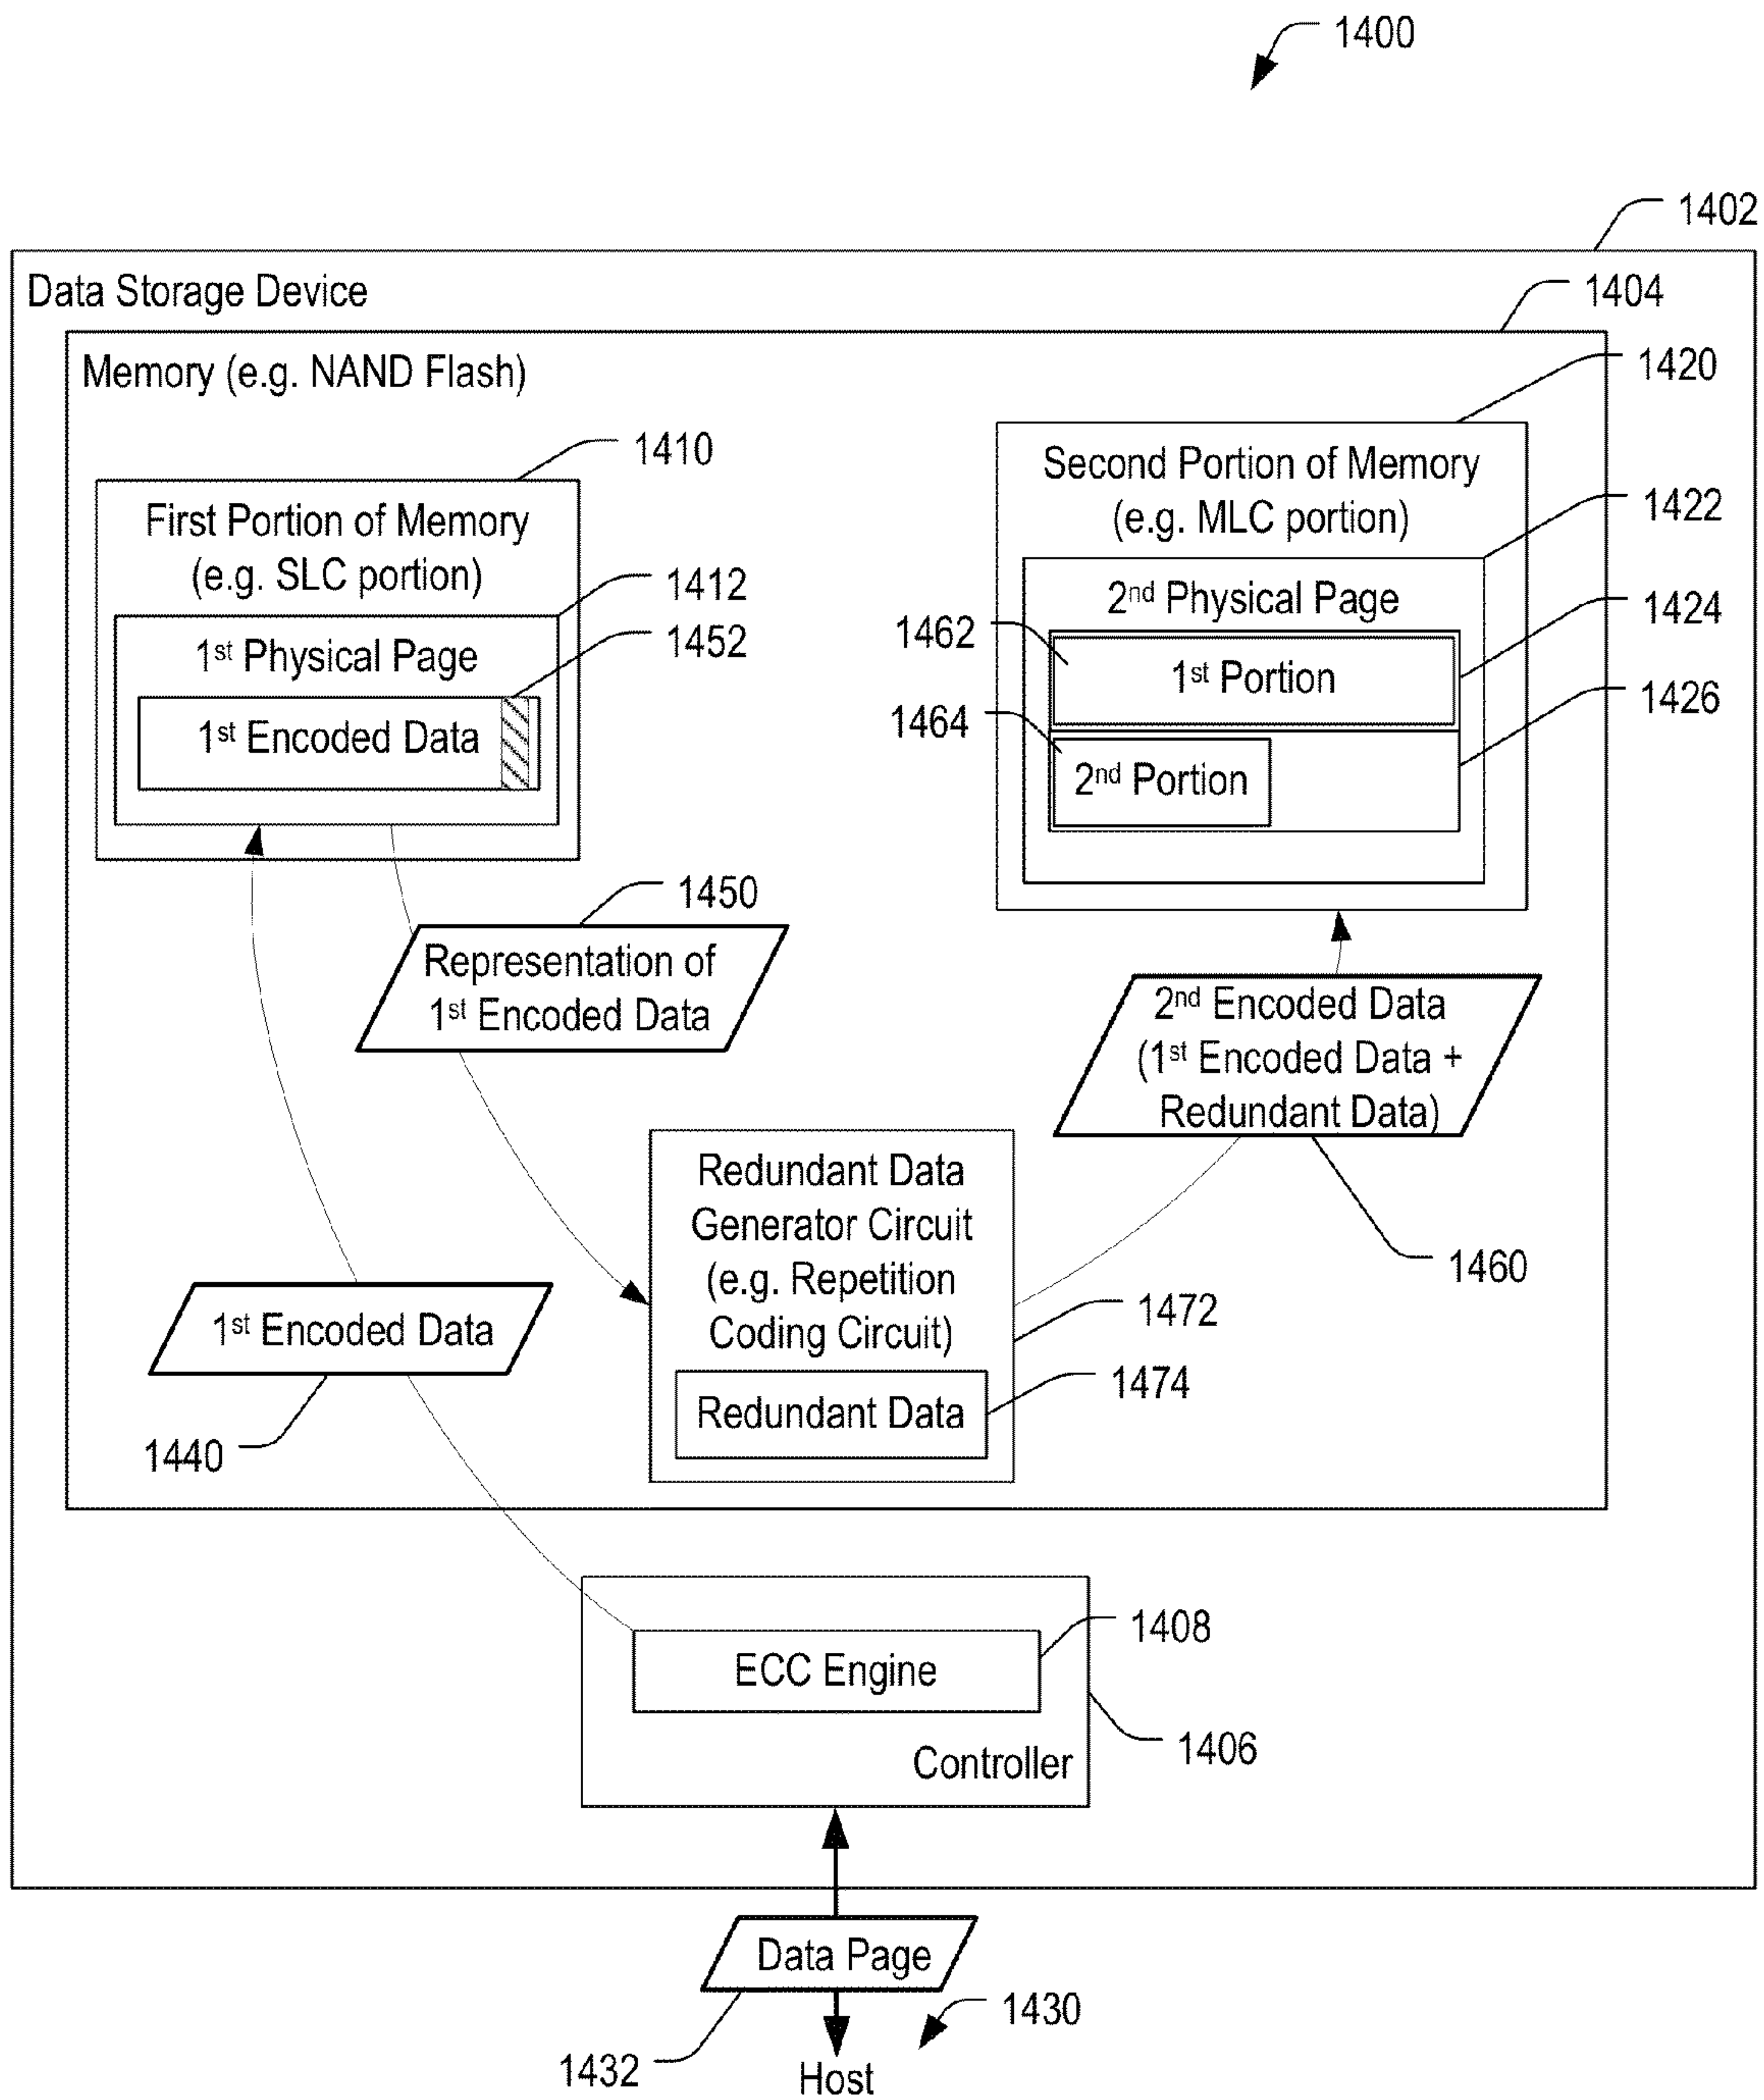 1400
1402
Data Storage Device
1404
Memory (e.g. NAND Flash)
1420
1410
Second Portion of Memory
(e.g. MLC portion)
1422
First Portion of Memory
(e.g. SLC portion)
1412
2nd Physical Page
1424
1462
1452
1st Physical Page
1st Portion
1426
1464
1st Encoded Data
2nd Portion
1450
Representation of
1st Encoded Data
2nd Encoded Data
(1st Encoded Data +
Redundant Data)
Redundant Data
Generator Circuit
(e.g. Repetition
Coding Circuit)
1460
1472
1st Encoded Data
1474
Redundant Data
1440
1408
ECC Engine
1406
Controller
Data Page
1430
1432
Host